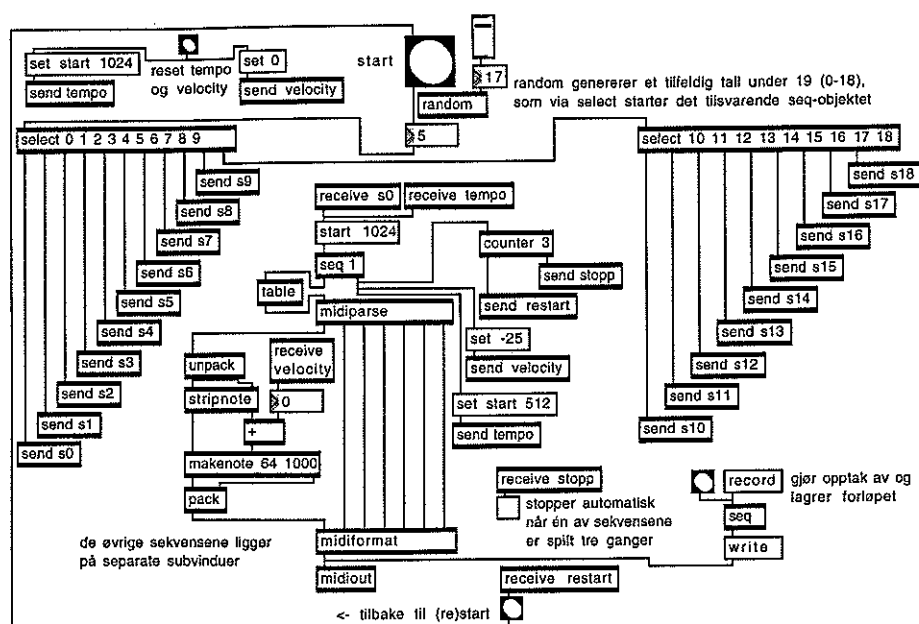 set start 1024
send tempo
reset tempo
og velocity
set 0
send velocity
start
17
random
5
random genererer et tilfeldig tall under 19 (0-18),
som via select starter det tilsvarende seq-objektet
select 0 1 2 3 4 5 6 7 8 9
select 10 11 12 13 14 15 16 17 18
send s9
send s8
send s7
send s6
send s5
send s4
send s3
send s2
send s1
send s0
send s18
send s17
send s16
send s15
send s14
send s13
send s12
send s11
send s10
receive s0
receive tempo
start 1024
seq 1
table
midiparse
counter 3
send stopp
send restart
set -25
send velocity
set start 512
send tempo
unpack
receive
velocity
stripnote
0
+
makenote 64 1000
pack
midiformat
midiout
de øvrige sekvensene ligger
på separate subvinduer
receive stopp
stopper automatisk
når én av sekvensene
er spilt tre ganger
record
gjør opptak av og
lagrer forløpet
seq
write
receive restart
<- tilbake til (re)start